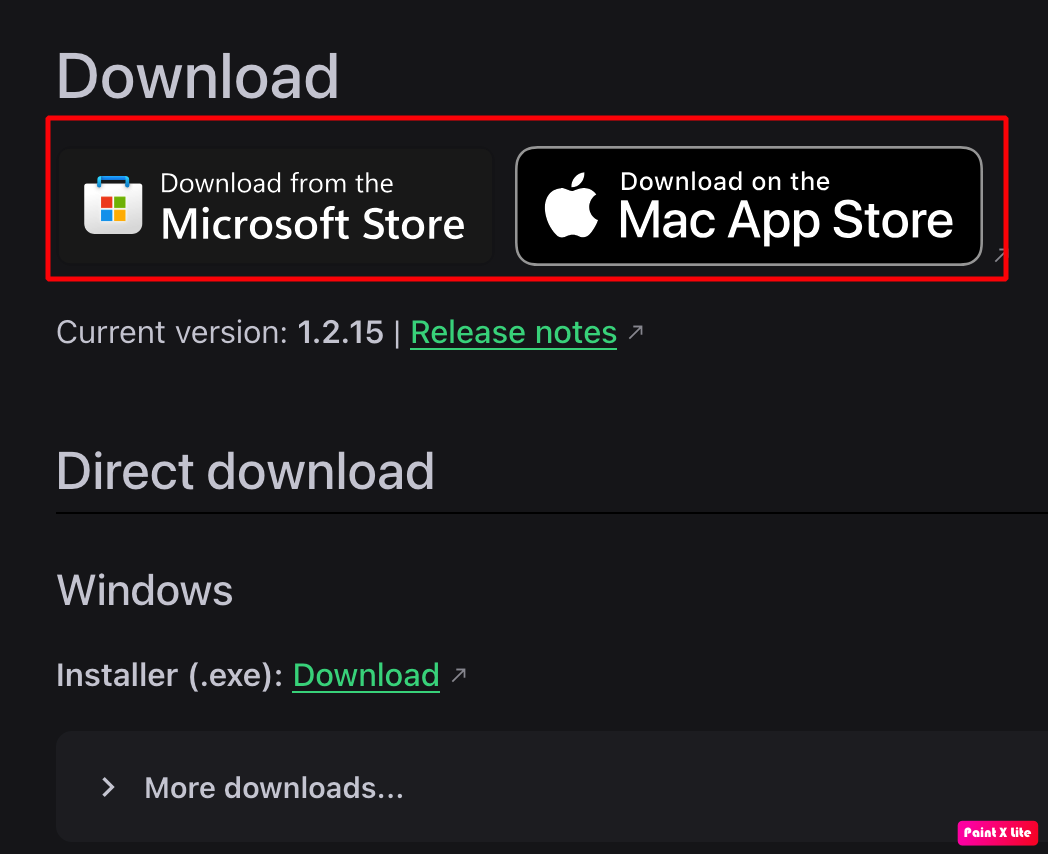 Download
Download from the
Microsoft Store
Download on the
Mac App Store
Current version: 1.2.15 | Release notes ↗
Direct download
Windows
Installer (.exe): Download ↗
More downloads...
Paint X Lite